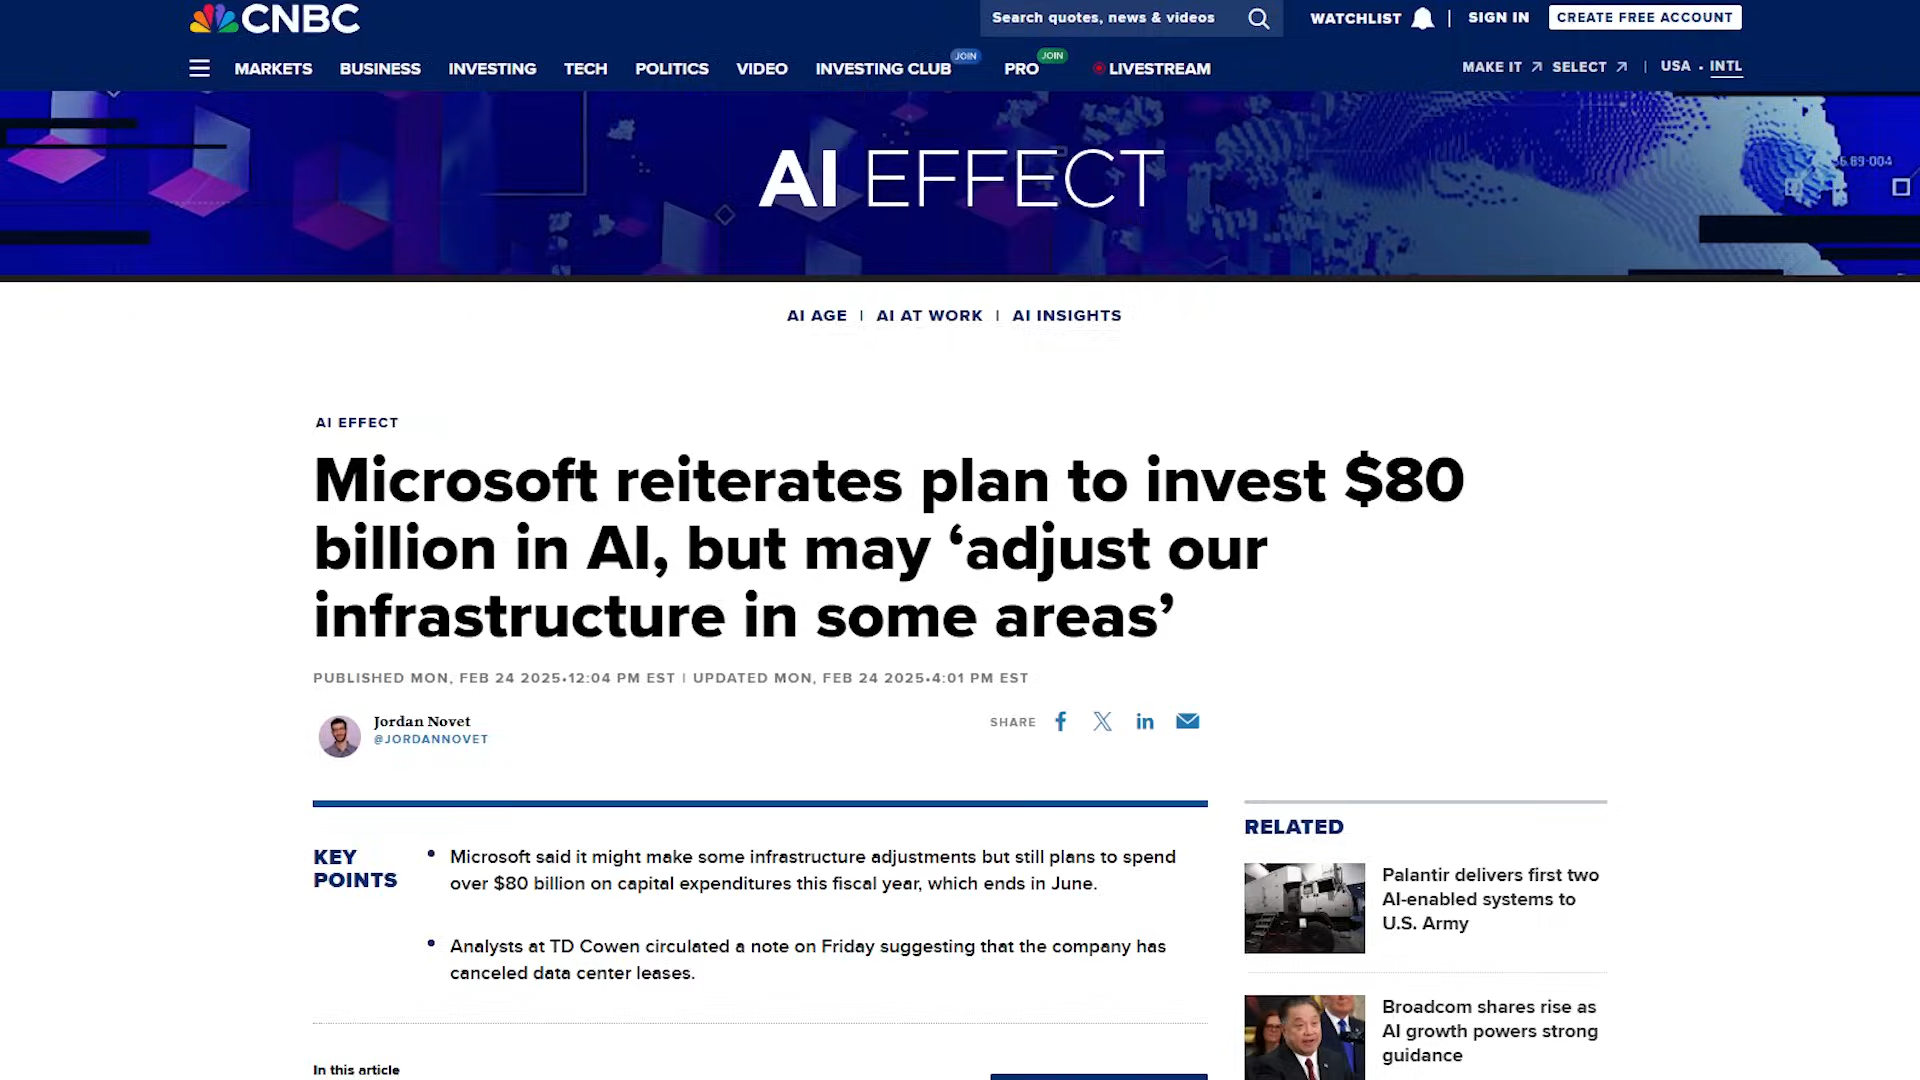 CNBC
Search quotes, news & videos
WATCHLIST
SIGN IN
CREATE FREE ACCOUNT
MARKETS
BUSINESS
INVESTING
TECH
POLITICS
VIDEO
INVESTING CLUB
JOIN
PRO
JOIN
LIVESTREAM
MAKE IT
SELECT
USA • INTL
AI EFFECT
AI AGE | AI AT WORK | AI INSIGHTS
AI EFFECT
Microsoft reiterates plan to invest $80
billion in AI, but may ‘adjust our
infrastructure in some areas’
PUBLISHED MON, FEB 24 2025•12:04 PM EST | UPDATED MON, FEB 24 2025•4:01 PM EST
Jordan Novet
@JORDANNOVET
SHARE
KEY
POINTS
• Microsoft said it might make some infrastructure adjustments but still plans to spend
over $80 billion on capital expenditures this fiscal year, which ends in June.
• Analysts at TD Cowen circulated a note on Friday suggesting that the company has
canceled data center leases.
In this article
RELATED
Palantir delivers first two
AI-enabled systems to
U.S. Army
Broadcom shares rise as
AI growth powers strong
guidance